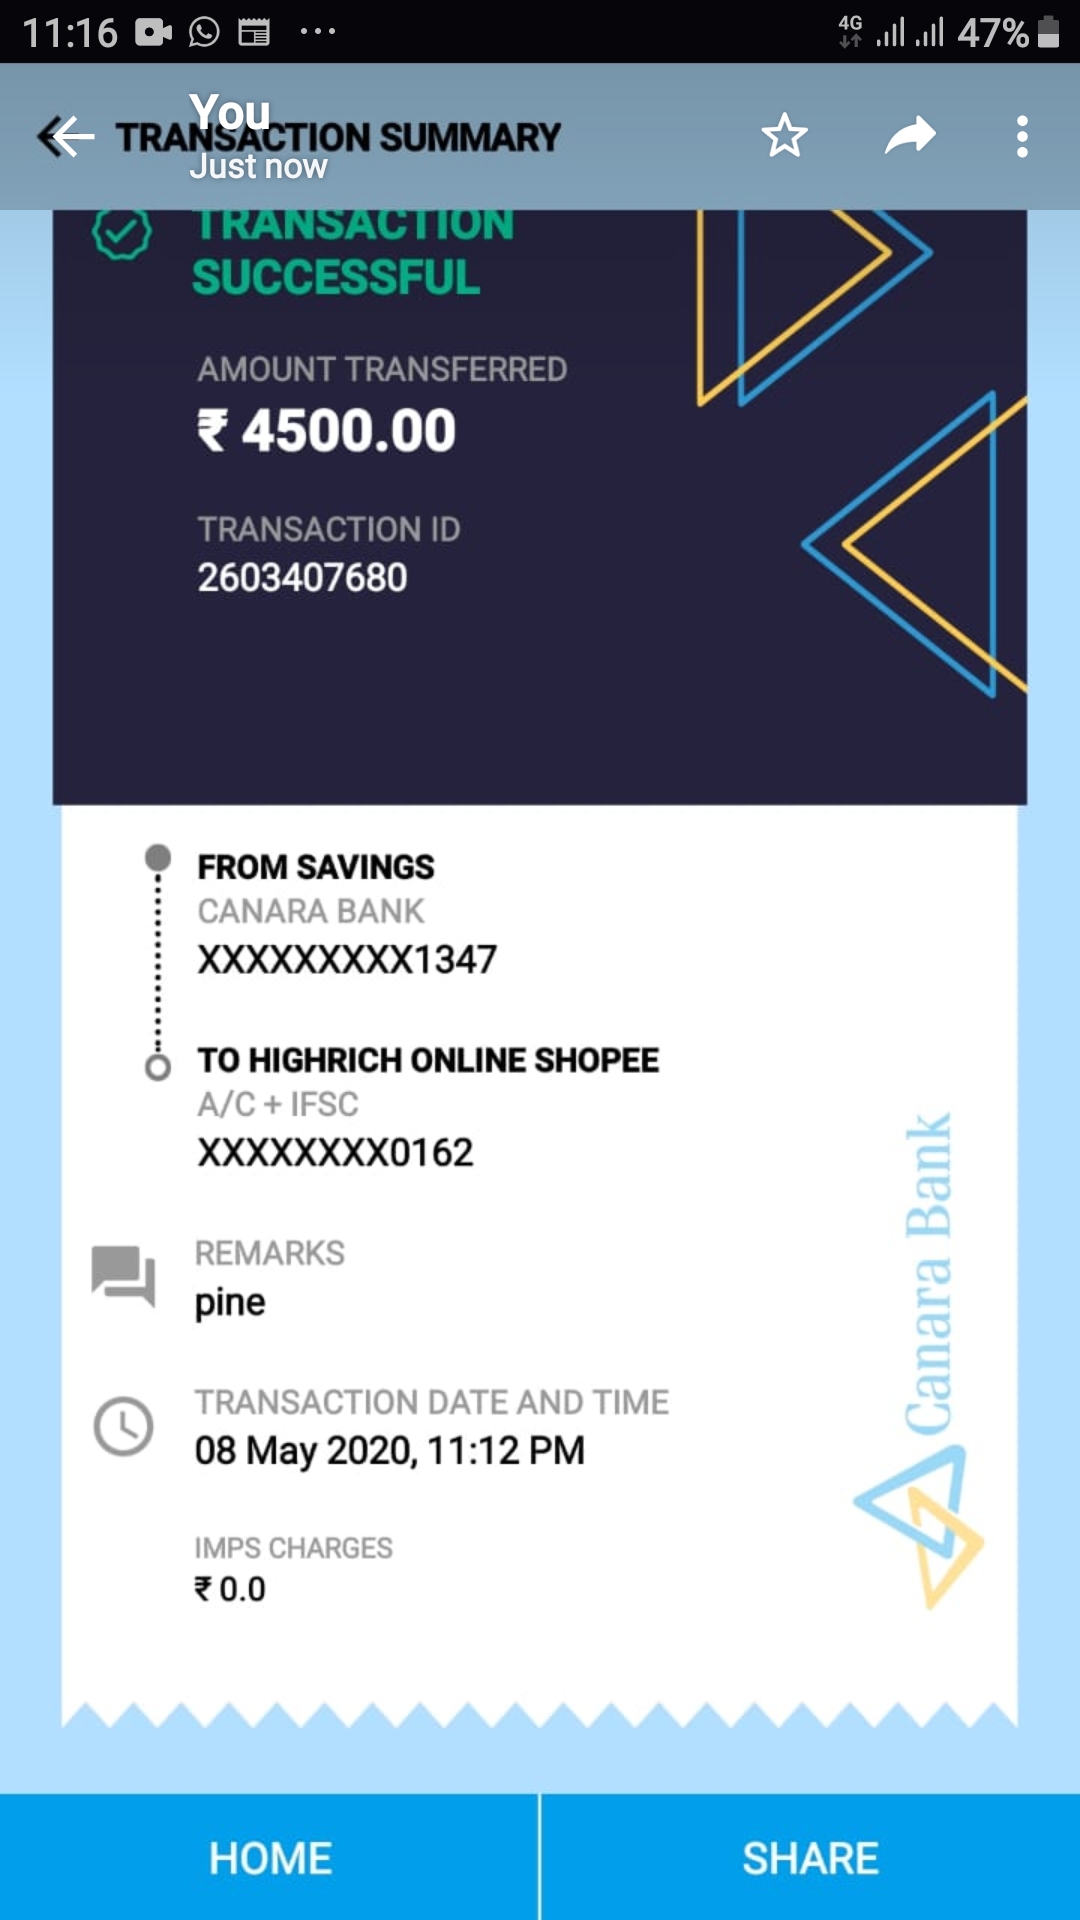 11:16
4G
47%
You
TRANSACTION SUMMARY
Just now
TRANSACTION
SUCCESSFUL
AMOUNT TRANSFERRED
₹ 4500.00
TRANSACTION ID
2603407680
FROM SAVINGS
CANARA BANK
XXXXXXXXX1347
TO HIGHRICH ONLINE SHOPEE
A/C + IFSC
XXXXXXXX0162
REMARKS
pine
TRANSACTION DATE AND TIME
08 May 2020, 11:12 PM
IMPS CHARGES
₹ 0.0
Canara Bank
HOME
SHARE